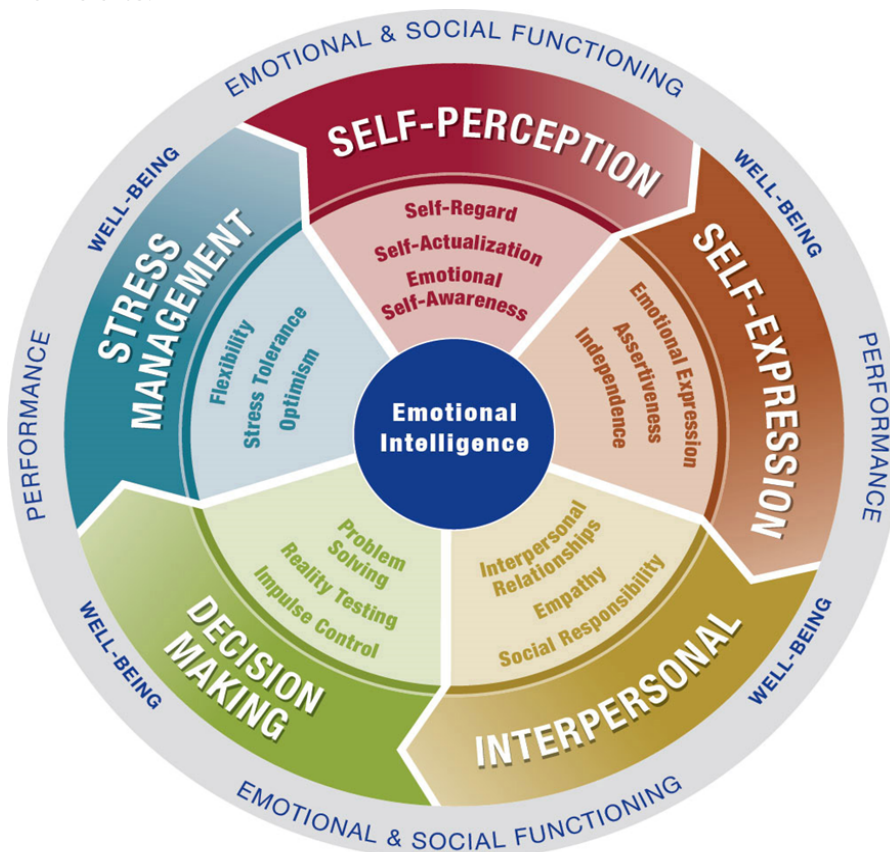 EMOTIONAL & SOCIAL FUNCTIONING
WELL-BEING
WELL-BEING
PERFORMANCE
PERFORMANCE
WELL-BEING
WELL-BEING
EMOTIONAL & SOCIAL FUNCTIONING
SELF-PERCEPTION
Self-Regard
Self-Actualization
Emotional
Self-Awareness
SELF-EXPRESSION
Emotional Expression
Assertiveness
Independence
INTERPERSONAL
Interpersonal
Relationships
Empathy
Social Responsibility
DECISION
MAKING
Problem
Solving
Reality Testing
Impulse Control
STRESS
MANAGEMENT
Flexibility
Stress Tolerance
Optimism
Emotional
Intelligence